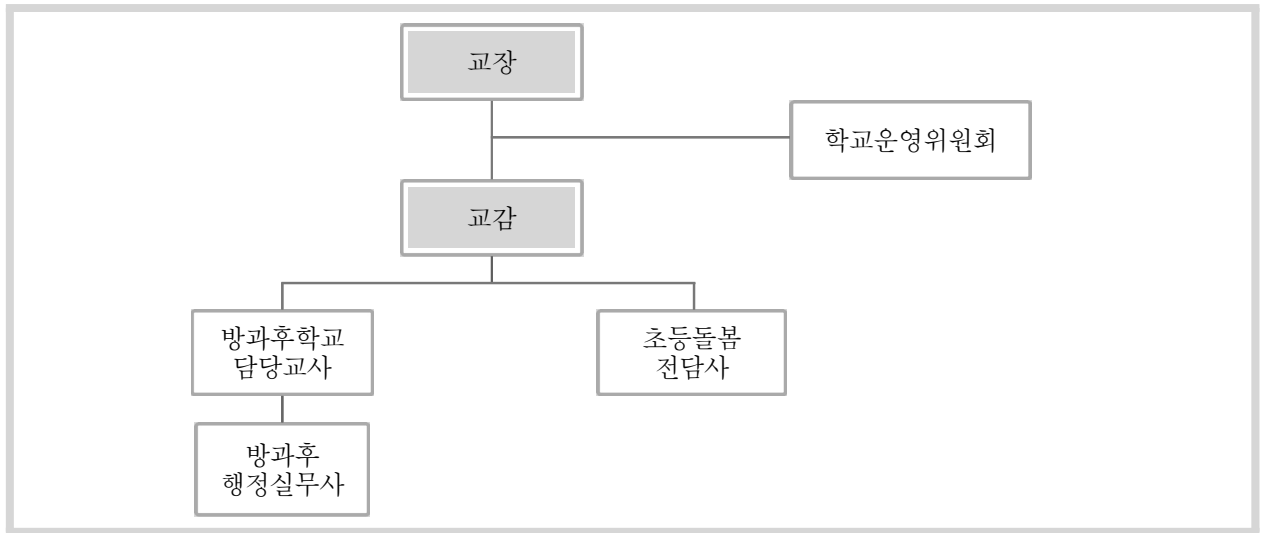 교장
학교운영위원회
교감
방과후학교
담당교사
초등돌봄
전담사
방과후
행정실무사